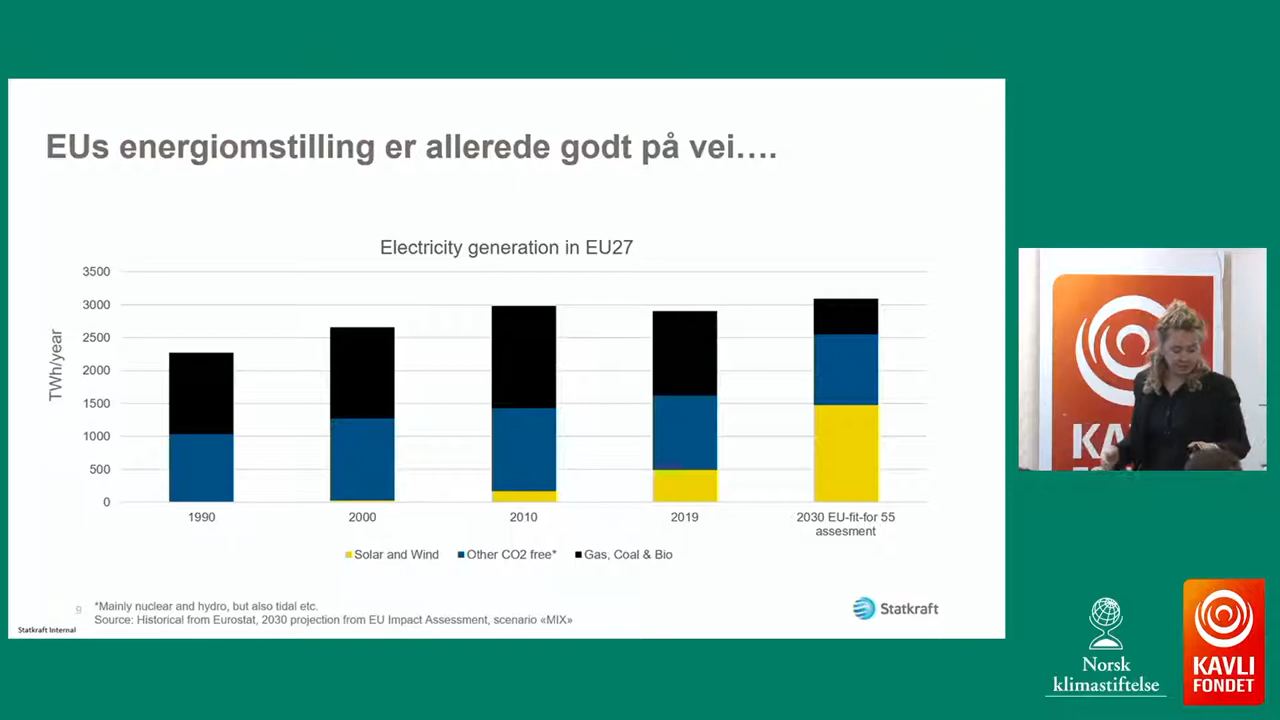 EUs energiomstilling er allerede godt på vei….
Electricity generation in EU27
TWh/year
3500
3000
2500
2000
1500
1000
500
0
1990
2000
2010
2019
2030 EU-fit-for 55
assesment
Solar and Wind
Other CO2 free*
Gas, Coal & Bio
9
*Mainly nuclear and hydro, but also tidal etc.
Source: Historical from Eurostat, 2030 projection from EU Impact Assessment, scenario «MIX»
Statkraft Internal
Statkraft
Norsk
klimastiftelse
KAVLI
FONDET